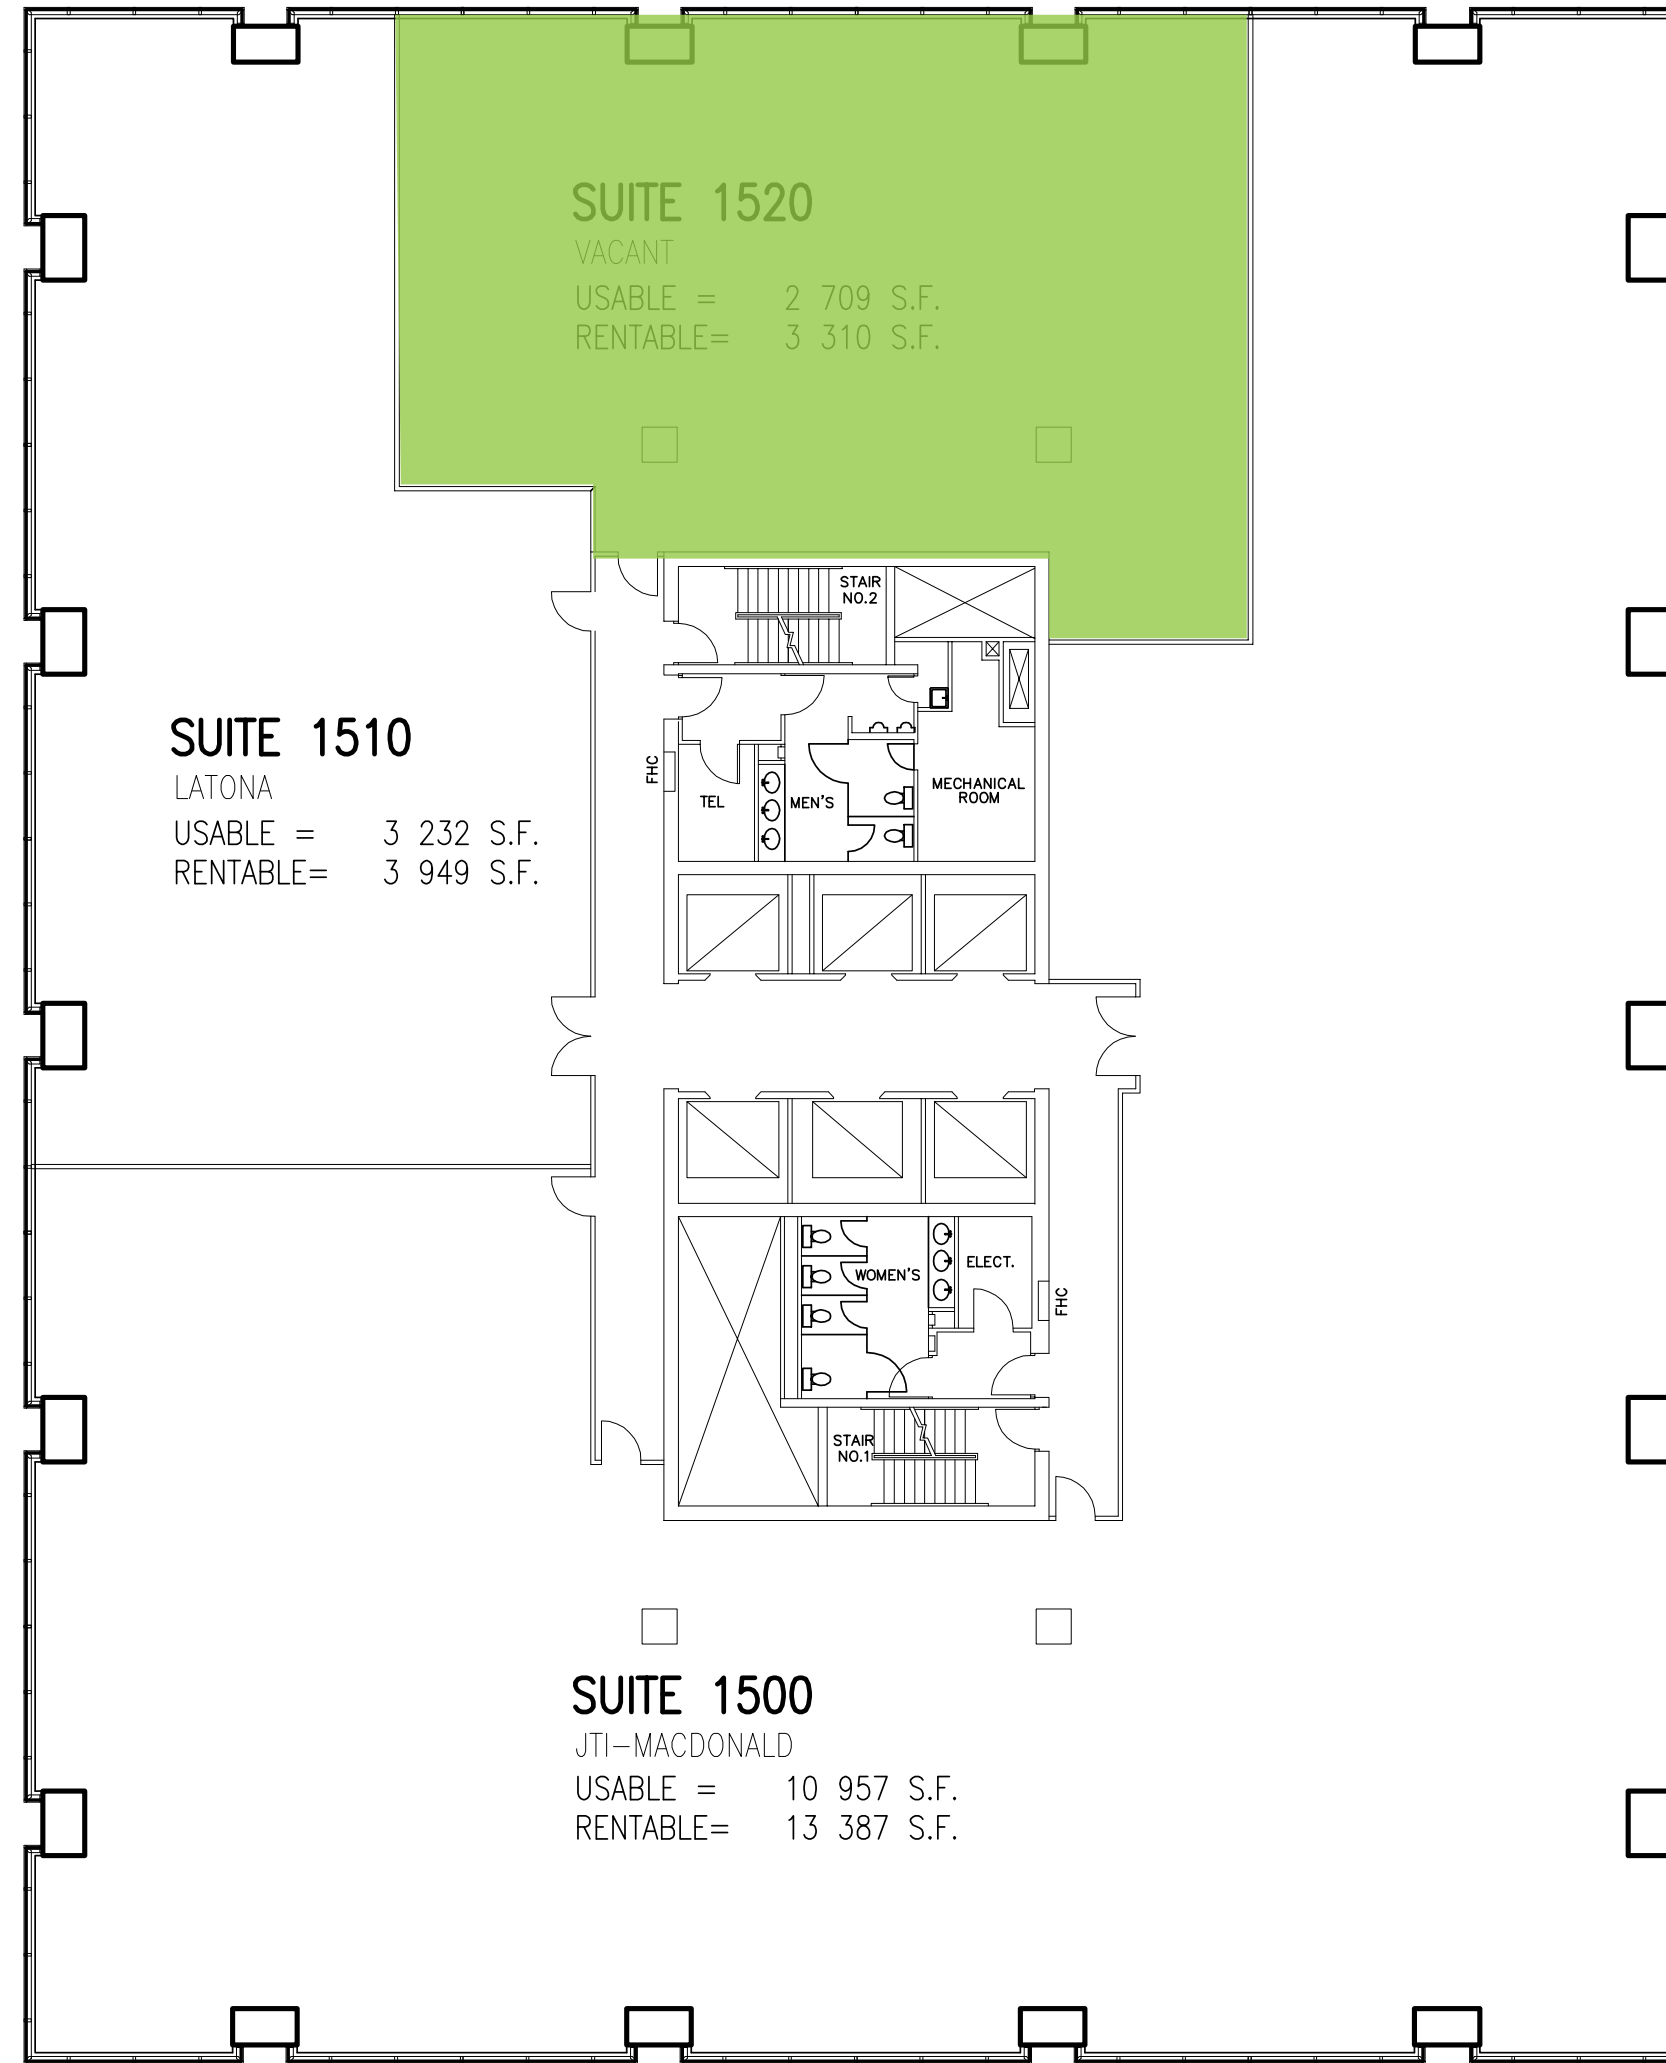 SUITE 1520
VACANT
USABLE = 2 709 S.F.
RENTABLE= 3 310 S.F.
STAIR
NO.2
SUITE 1510
LATONA
USABLE = 3 232 S.F.
RENTABLE= 3 949 S.F.
FHC
TEL
MEN'S
MECHANICAL
ROOM
WOMEN'S
ELECT.
FHC
STAIR
NO.1
SUITE 1500
JTI-MACDONALD
USABLE = 10 957 S.F.
RENTABLE= 13 387 S.F.